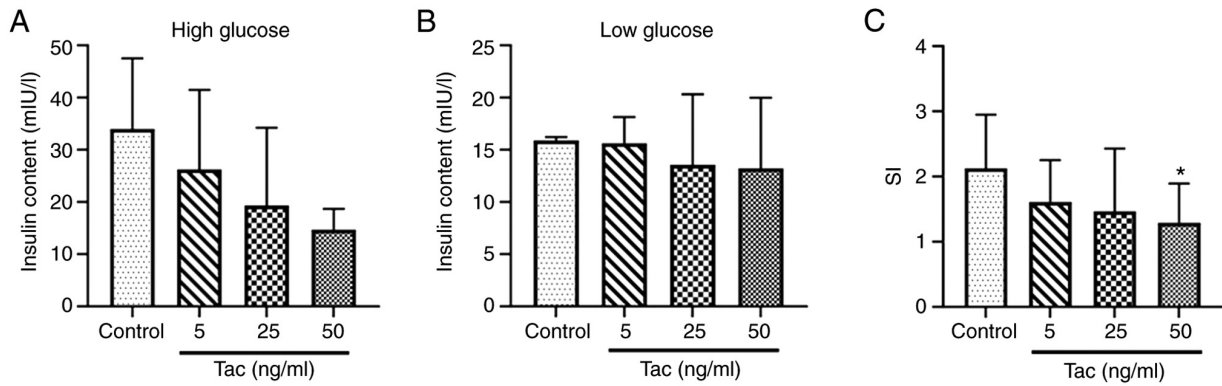 A
High glucose
Insulin content (mIU/l)
50
40
30
20
10
0
Control 5 25 50
Tac (ng/ml)
B
Low glucose
Insulin content (mIU/l)
25
20
15
10
5
0
Control 5 25 50
Tac (ng/ml)
C
SI
4
3
2
1
0
*
Control 5 25 50
Tac (ng/ml)